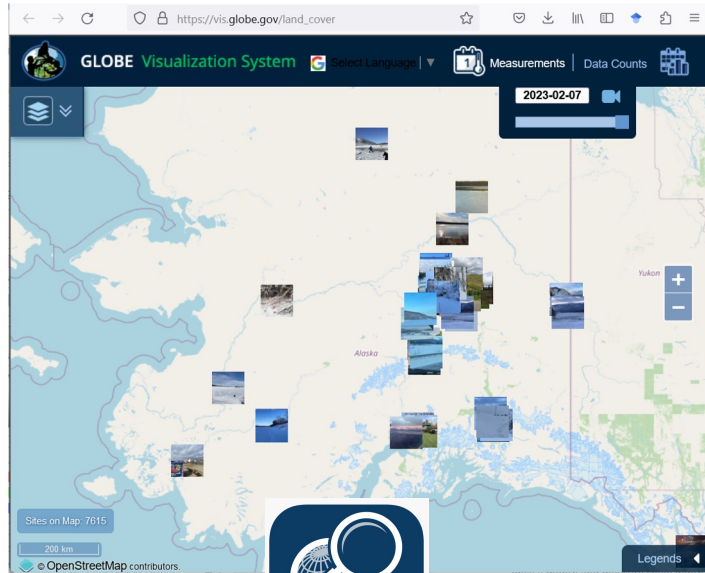 https://vis.globe.gov/land_cover
GLOBE Visualization System
G Select Language ▼
1
Measurements | Data Counts
2023-02-07
Yukon
+
−
Alaska
Sites on Map: 7615
200 km
© OpenStreetMap contributors.
Legends